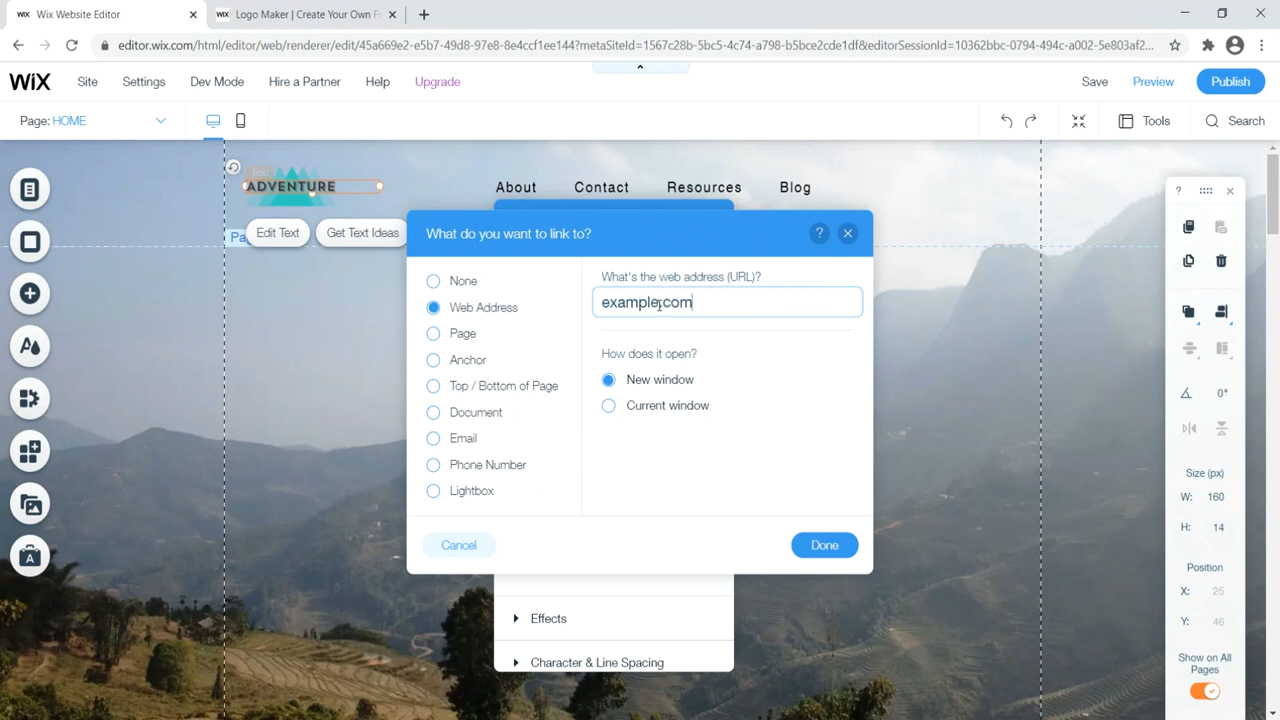 WIX Wix Website Editor
WIX Logo Maker | Create Your Own F
editor.wix.com/html/editor/web/renderer/edit/45a669e2-e5b7-49d8-97e8-8e4ccf1ee144?metaSiteId=1567c28b-5bc5-4c74-a798-b5bce2cde1df&editorSessionId=10362bbc-0794-494c-a002-5e803af2...
WiX Site Settings Dev Mode Hire a Partner Help Upgrade Save Preview Publish
Page: HOME Tools Search
ADVENTURE
About Contact Resources Blog
Edit Text Get Text Ideas
What do you want to link to? ?
None
Web Address
Page
Anchor
Top / Bottom of Page
Document
Email
Phone Number
Lightbox
What's the web address (URL)?
example.com
How does it open?
New window
Current window
Cancel Done
Effects
Character & Line Spacing
?
0°
Size (px)
W: 160
H: 14
Position
X: 25
Y: 46
Show on All
Pages